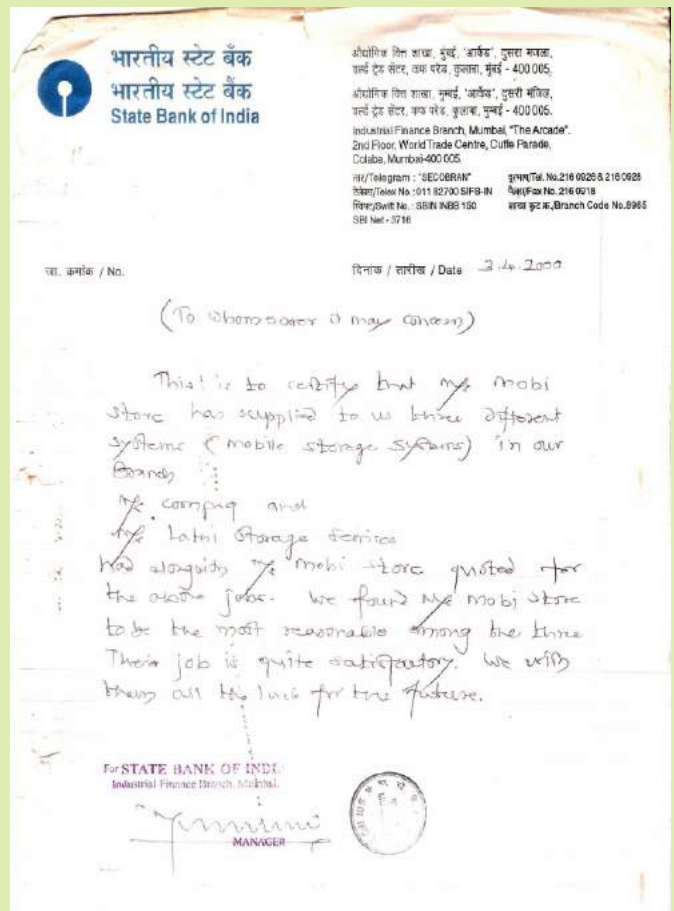 भारतीय स्टेट बँक
भारतीय स्टेट बैंक
State Bank of India
औद्योगिक वित्त शाखा, मुंबई, 'आर्केड', दुसरा मजला,
वर्ल्ड ट्रेड सेंटर, कफ परेड, कुलाबा, मुंबई - 400 005.
औद्योगिक वित्त शाखा, मुम्बई, 'आर्केड', दुसरी मंजिल,
वर्ल्ड ट्रेड सेंटर, कफ परेड, कुलाबा, मुम्बई - 400 005.
Industrial Finance Branch, Mumbai, "The Arcade".
2nd Floor, World Trade Centre, Cuffe Parade,
Colaba, Mumbai-400 005.
तार/Telegram : "SECOBRAN"
दूरभाष/Tel. No. 216 0926 & 216 0928
टेलेक्स/Telex No. : 011 82700 SIFB-IN
फैक्स/Fax No. 216 0918
स्विफ्ट/Swift No. : SBIN INBB 150
शाखा कूट क्र./Branch Code No.8965
SBI Net - 3716
जा. क्रमांक / No.
दिनांक / तारीख / Date 3.4.2000
(To whomsoever it may concern)
This is to certify that M/s Mobi
store has supplied to us three different
systems (mobile storage systems) in our
Branch
M/s. Compaq and
M/s. Latni Storage Service
had alongwith M/s Mobi store quoted for
the above jobs. We found M/s Mobi Store
to be the most reasonable among the three
Their job is quite satisfactory. We wish
them all the luck for the future.
For STATE BANK OF INDI
Industrial Finance Branch, Mumbai.
MANAGER